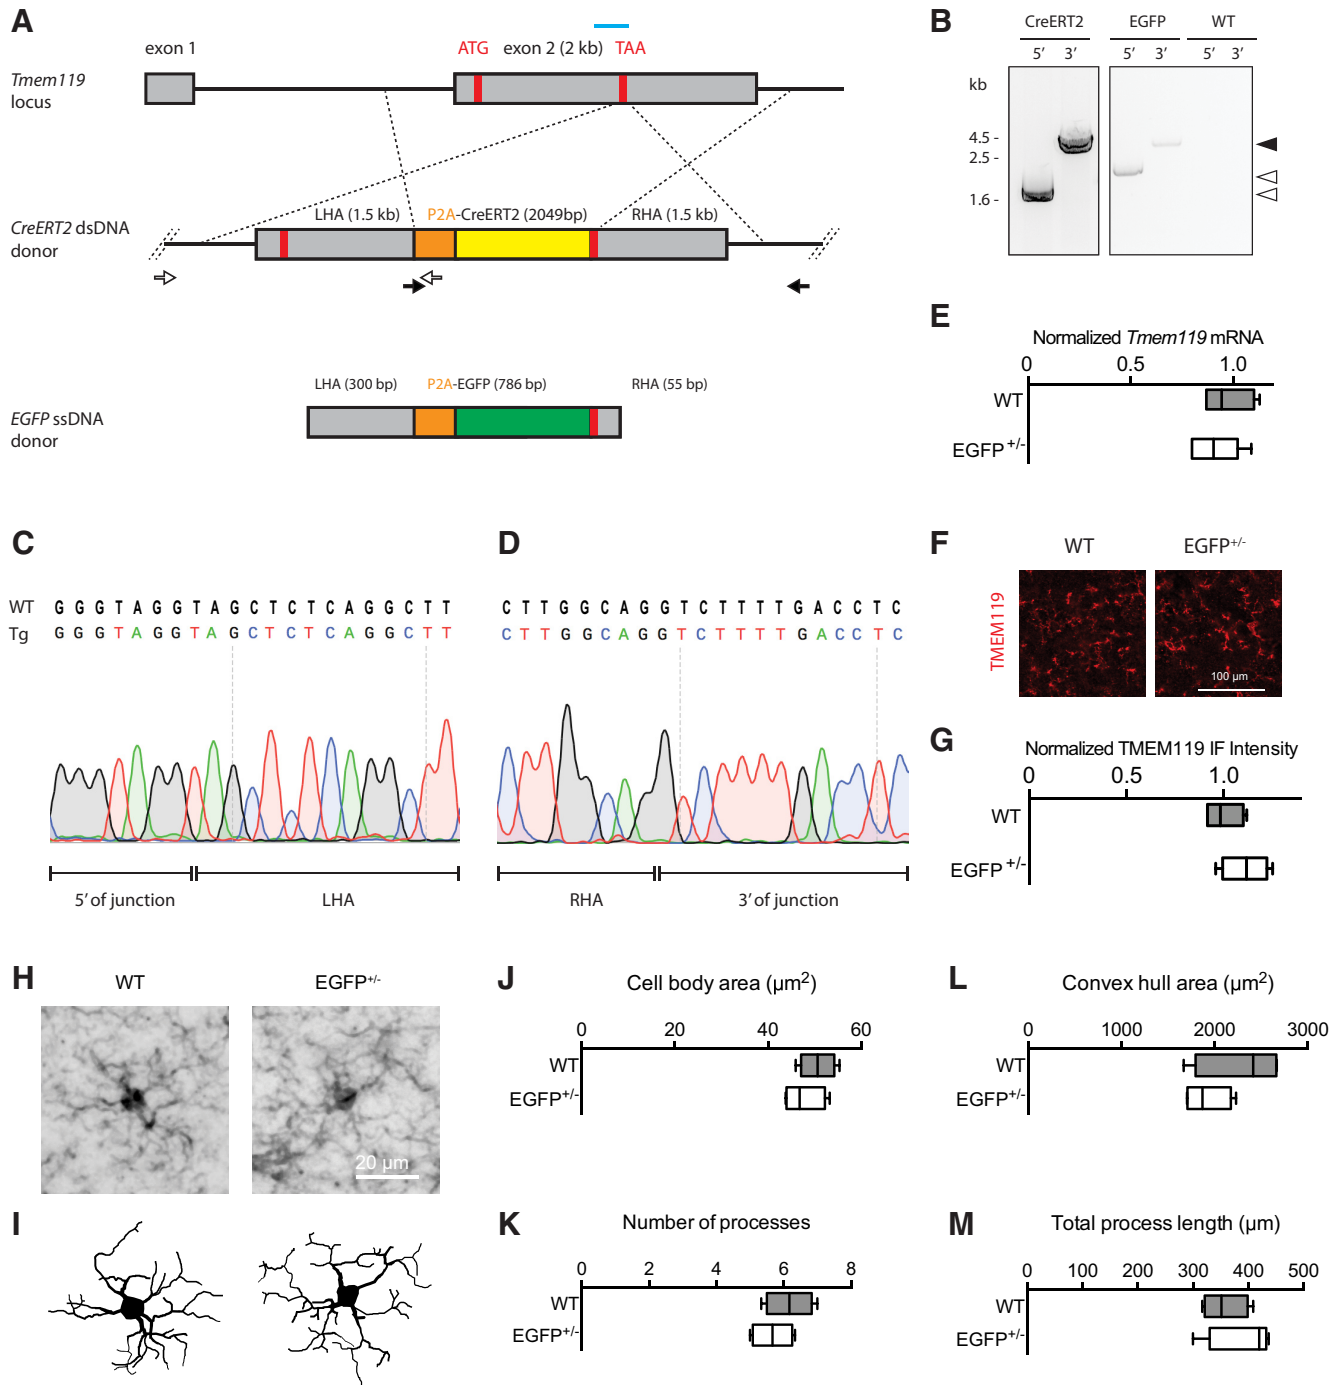 A
exon 1
ATG exon 2 (2 kb) TAA
Tmem119
locus
LHA (1.5 kb) P2A-CreERT2 (2049bp) RHA (1.5 kb)
CreERT2 dsDNA
donor
LHA (300 bp) P2A-EGFP (786 bp) RHA (55 bp)
EGFP ssDNA
donor
B
CreERT2 EGFP WT
5' 3' 5' 3' 5' 3'
kb
4.5 -
2.5 -
1.6 -
E
Normalized Tmem119 mRNA
0 0.5 1.0
WT
EGFP+/-
C
WT G G G T A G G T A G C T C T C A G G C T T
Tg G G G T A G G T A G C T C T C A G G C T T
5' of junction LHA
D
C T T G G C A G G T C T T T T G A C C T C
C T T G G C A G G T C T T T T G A C C T C
RHA 3' of junction
F
WT EGFP+/-
TMEM119
100 µm
G
Normalized TMEM119 IF Intensity
0 0.5 1.0
WT
EGFP+/-
H
WT EGFP+/-
20 µm
I
J
Cell body area (µm2)
0 20 40 60
WT
EGFP+/-
K
Number of processes
0 2 4 6 8
WT
EGFP+/-
L
Convex hull area (µm2)
0 1000 2000 3000
WT
EGFP+/-
M
Total process length (µm)
0 100 200 300 400 500
WT
EGFP+/-